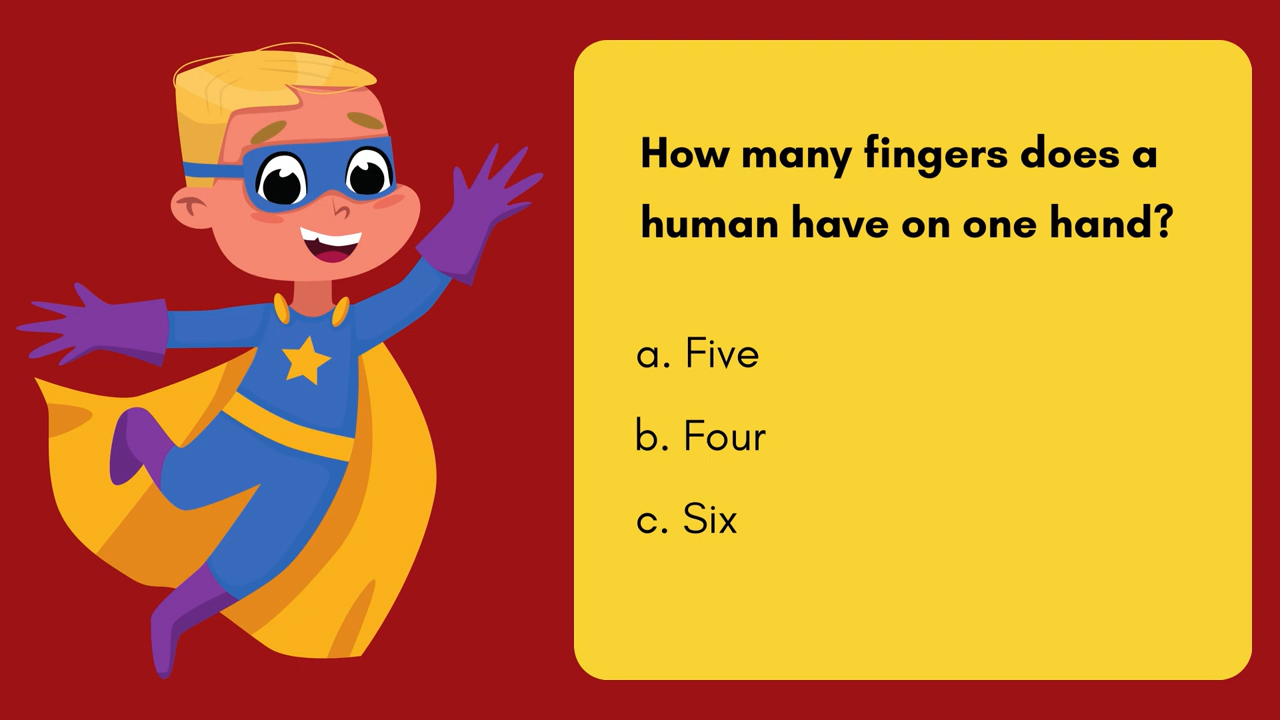 How many fingers does a
human have on one hand?
a. Five
b. Four
c. Six